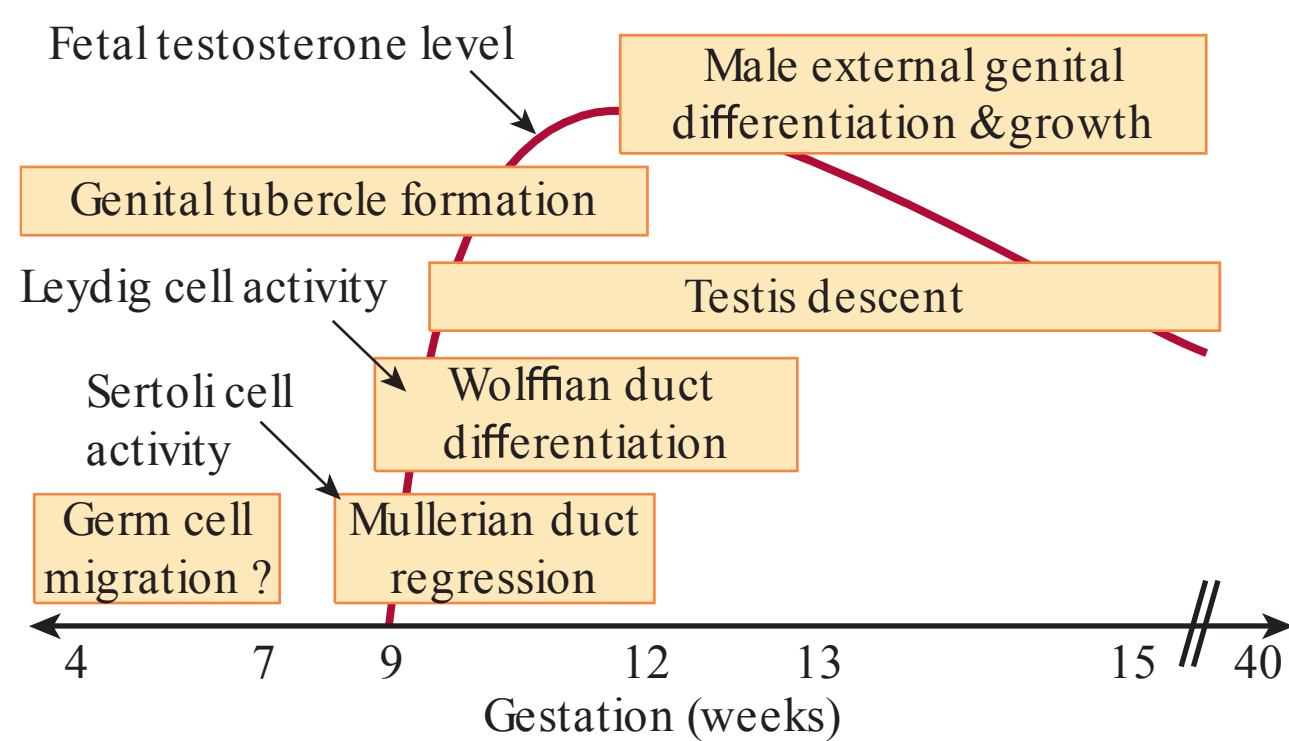 Fetal testosterone level
Male external genital
differentiation &growth
Genital tubercle formation
Leydig cell activity
Testis descent
Sertoli cell
activity
Wolffian duct
differentiation
Germ cell
migration ?
Mullerian duct
regression
4 7 9 12 13 15 40
Gestation (weeks)